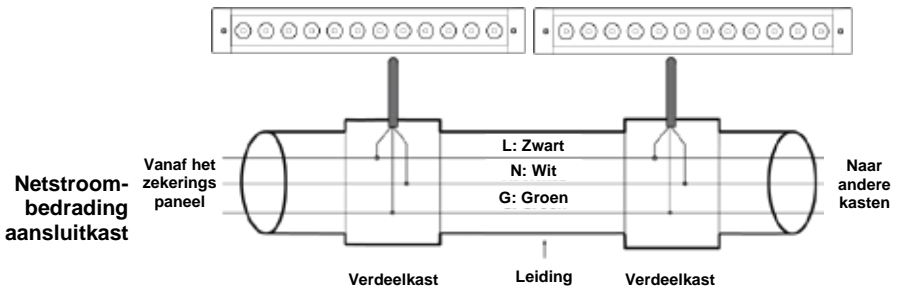 Netstroom-
bedrading
aansluitkast
Vanaf het
zekerings
paneel
L: Zwart
N: Wit
G: Groen
Naar
andere
kasten
Verdeelkast
Leiding
Verdeelkast